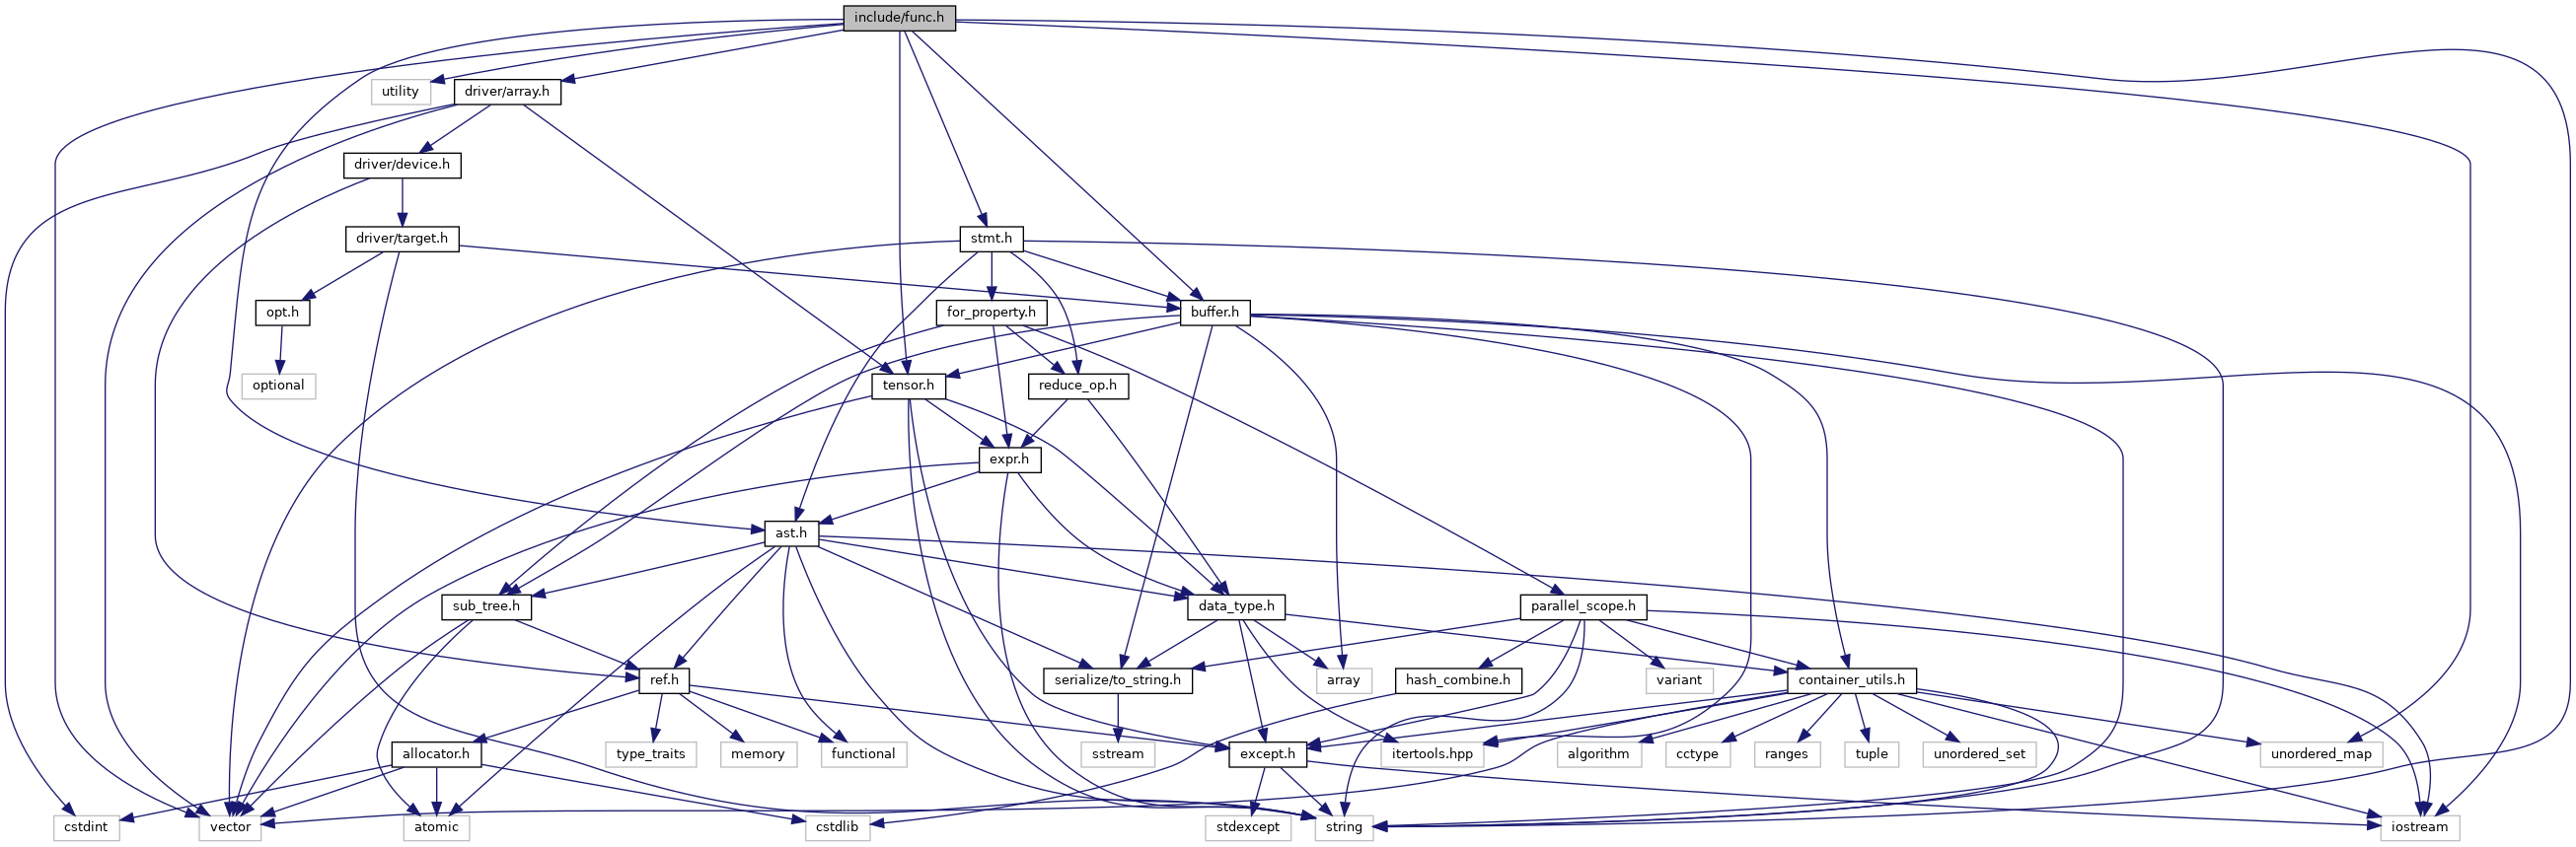 include/func.h
utility
driver/array.h
driver/device.h
driver/target.h
stmt.h
opt.h
for_property.h
buffer.h
optional
tensor.h
reduce_op.h
expr.h
ast.h
sub_tree.h
data_type.h
parallel_scope.h
ref.h
serialize/to_string.h
array
hash_combine.h
variant
container_utils.h
allocator.h
type_traits
memory
functional
sstream
except.h
itertools.hpp
algorithm
cctype
ranges
tuple
unordered_set
unordered_map
cstdint
vector
atomic
cstdlib
stdexcept
string
iostream